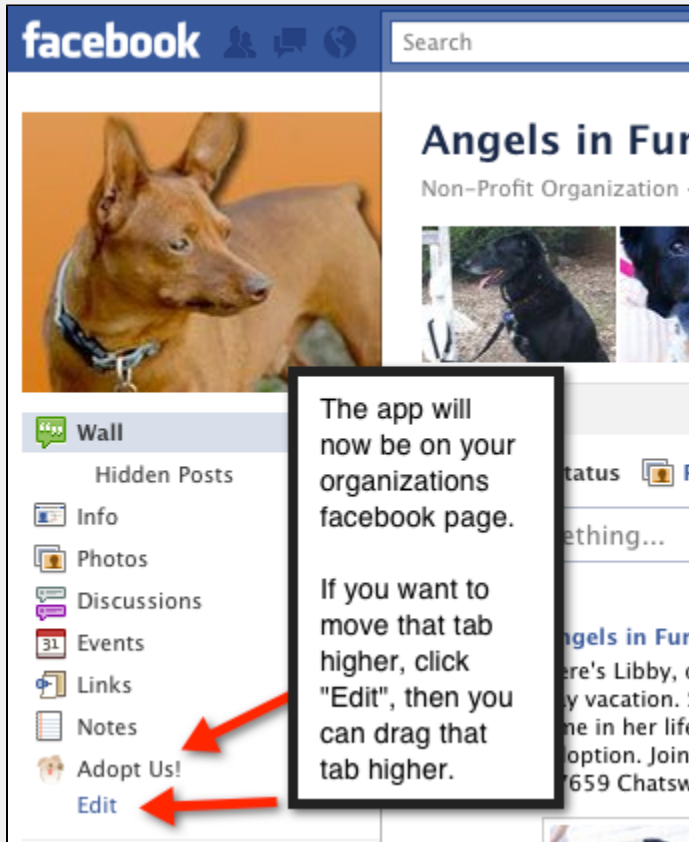 facebook
Search
Angels in Fur
Non-Profit Organization
Wall
Hidden Posts
Info
Photos
Discussions
31 Events
Links
Notes
Adopt Us!
Edit
The app will
now be on your
organizations
facebook page.
If you want to
move that tab
higher, click
"Edit", then you
can drag that
tab higher.
tatus
ething...
ngels in Fur
ere's Libby,
y vacation.
me in her life
option. Join
7659 Chatsw